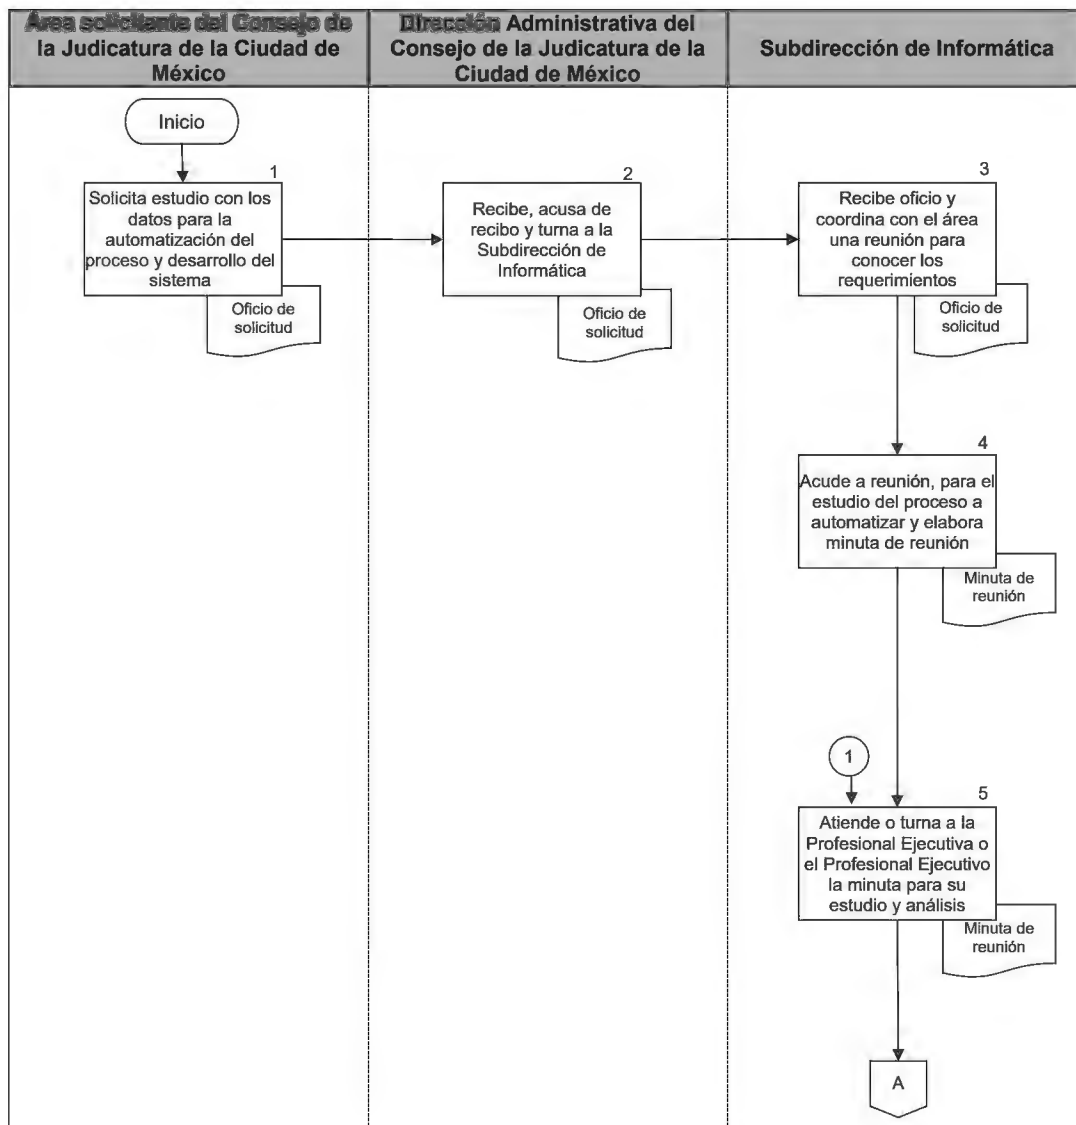 Área solicitante del Consejo de
la Judicatura de la Ciudad de
México
Dirección Administrativa del
Consejo de la Judicatura de la
Ciudad de México
Subdirección de Informática
Inicio
1
Solicita estudio con los
datos para la
automatización del
proceso y desarrollo del
sistema
Oficio de
solicitud
2
Recibe, acusa de
recibo y turna a la
Subdirección de
Informática
Oficio de
solicitud
3
Recibe oficio y
coordina con el área
una reunión para
conocer los
requerimientos
Oficio de
solicitud
4
Acude a reunión, para el
estudio del proceso a
automatizar y elabora
minuta de reunión
Minuta de
reunión
1
5
Atiende o turna a la
Profesional Ejecutiva o
el Profesional Ejecutivo
la minuta para su
estudio y análisis
Minuta de
reunión
A